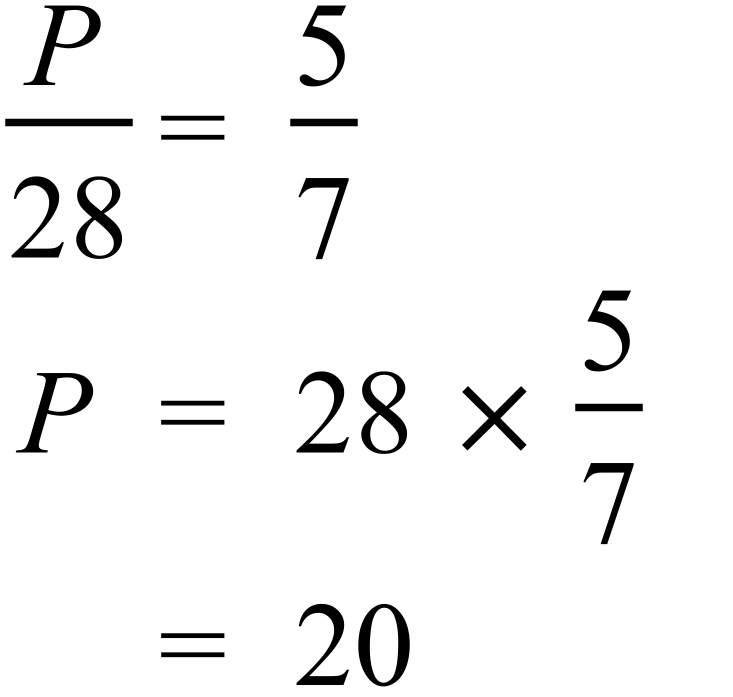 P/28 = 5/7
P = 28 × 5/7
= 20